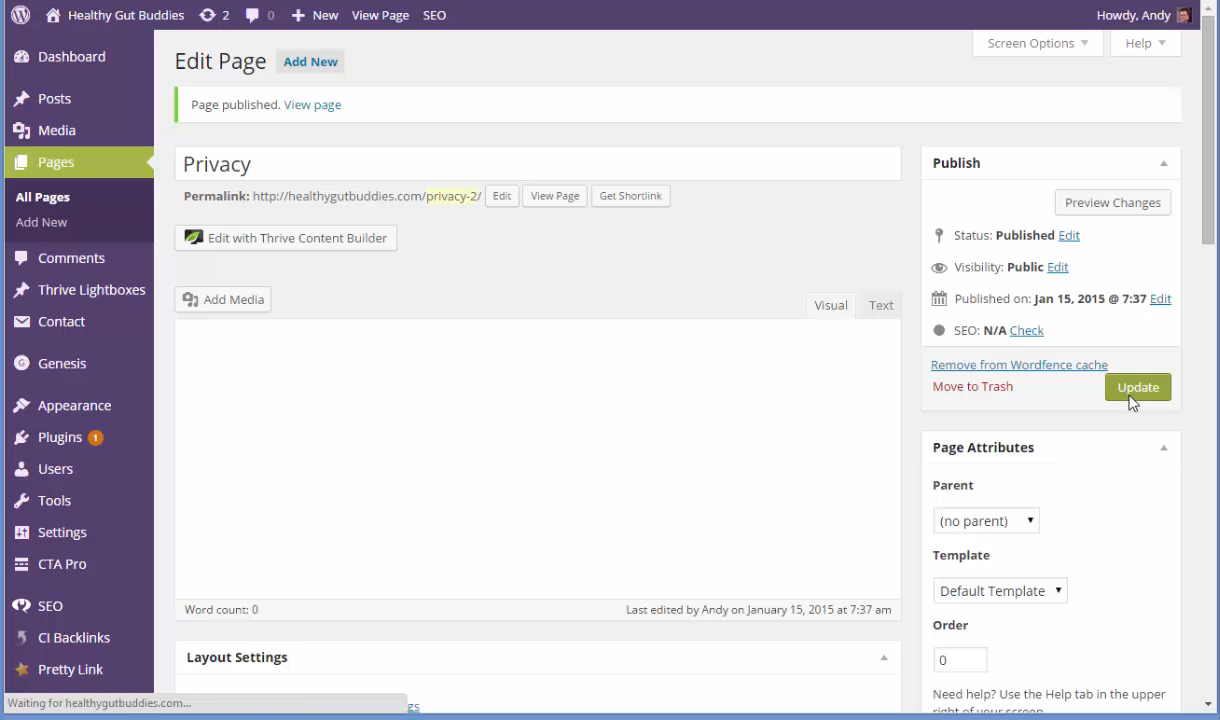 Healthy Gut Buddies 2 0 New View Page SEO Howdy, Andy
Screen Options Help
Dashboard
Posts
Media
Pages
All Pages
Add New
Comments
Thrive Lightboxes
Contact
Genesis
Appearance
Plugins 1
Users
Tools
Settings
CTA Pro
SEO
CI Backlinks
Pretty Link
Edit Page Add New
Page published. View page
Privacy
Permalink: http://healthygutbuddies.com/privacy-2/ Edit View Page Get Shortlink
Edit with Thrive Content Builder
Add Media Visual Text
Word count: 0 Last edited by Andy on January 15, 2015 at 7:37 am
Layout Settings
gs
Publish
Preview Changes
Status: Published Edit
Visibility: Public Edit
Published on: Jan 15, 2015 @ 7:37 Edit
SEO: N/A Check
Remove from Wordfence cache
Move to Trash Update
Page Attributes
Parent
(no parent)
Template
Default Template
Order
0
Need help? Use the Help tab in the upper
right of your screen.
Waiting for healthygutbuddies.com...